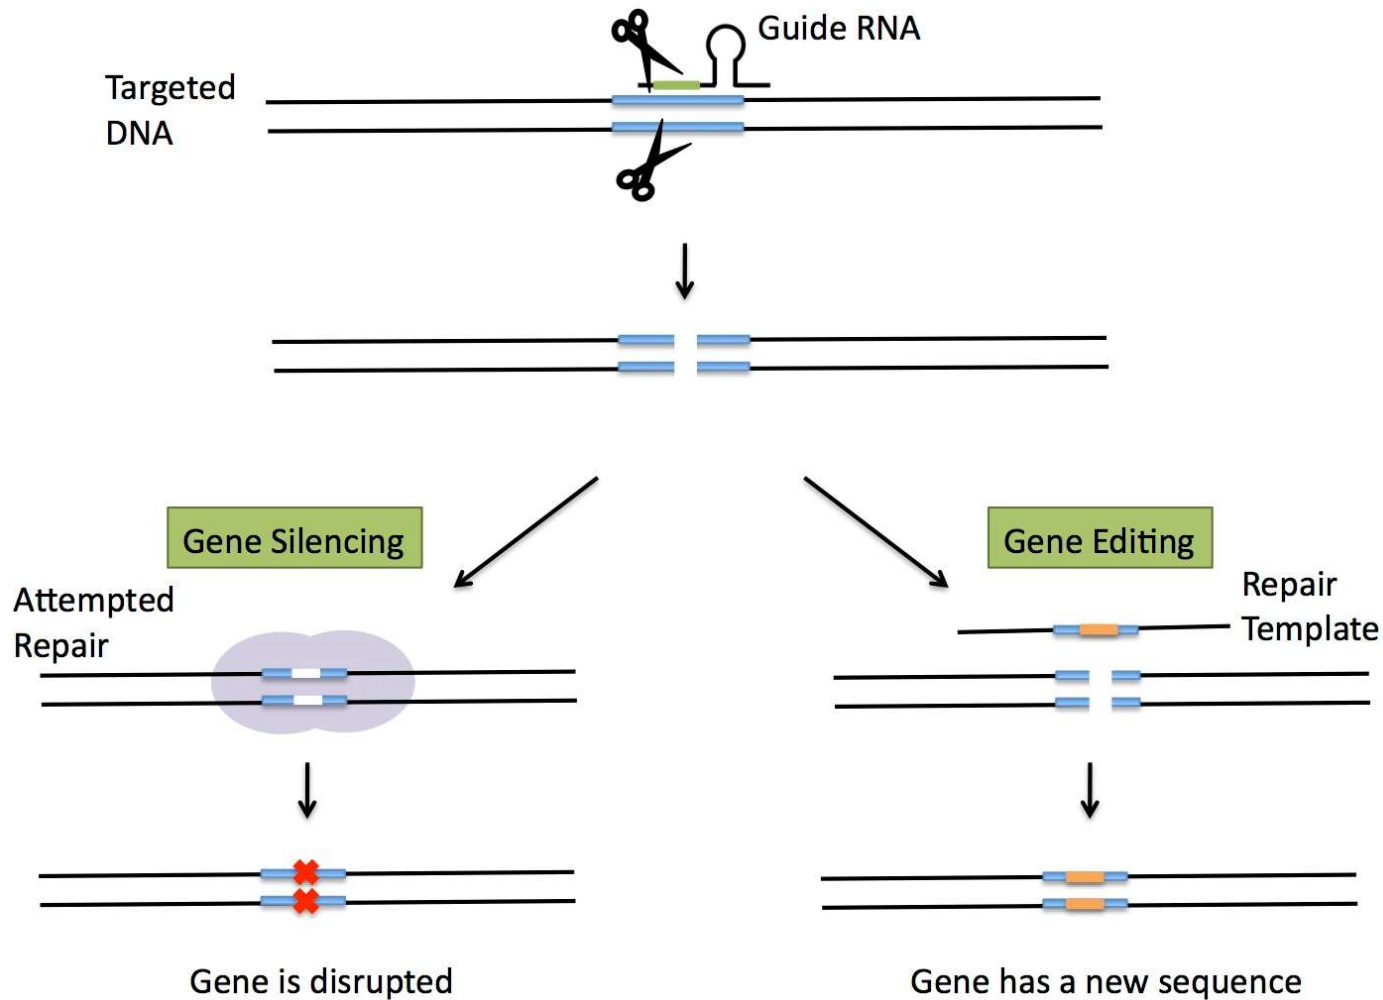 Guide RNA
Targeted
DNA
Gene Silencing
Attempted
Repair
Gene is disrupted
Gene Editing
Repair
Template
Gene has a new sequence